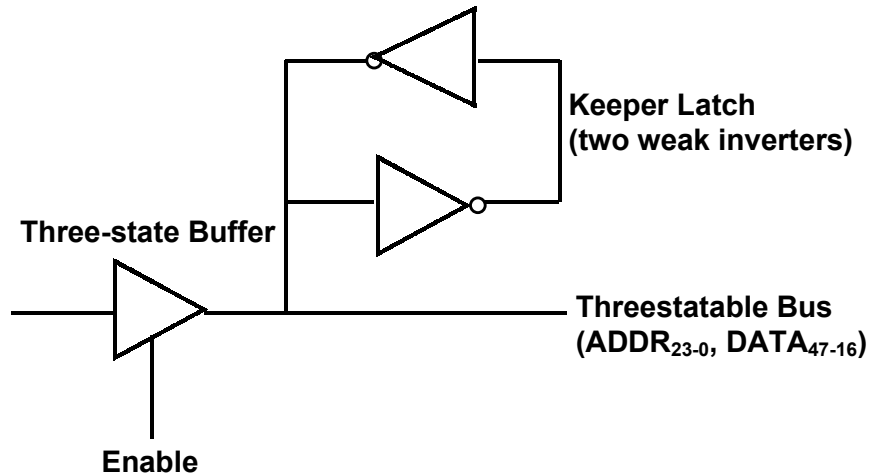 Keeper Latch
(two weak inverters)
Three-state Buffer
Threestatable Bus
(ADDR23-0, DATA47-16)
Enable